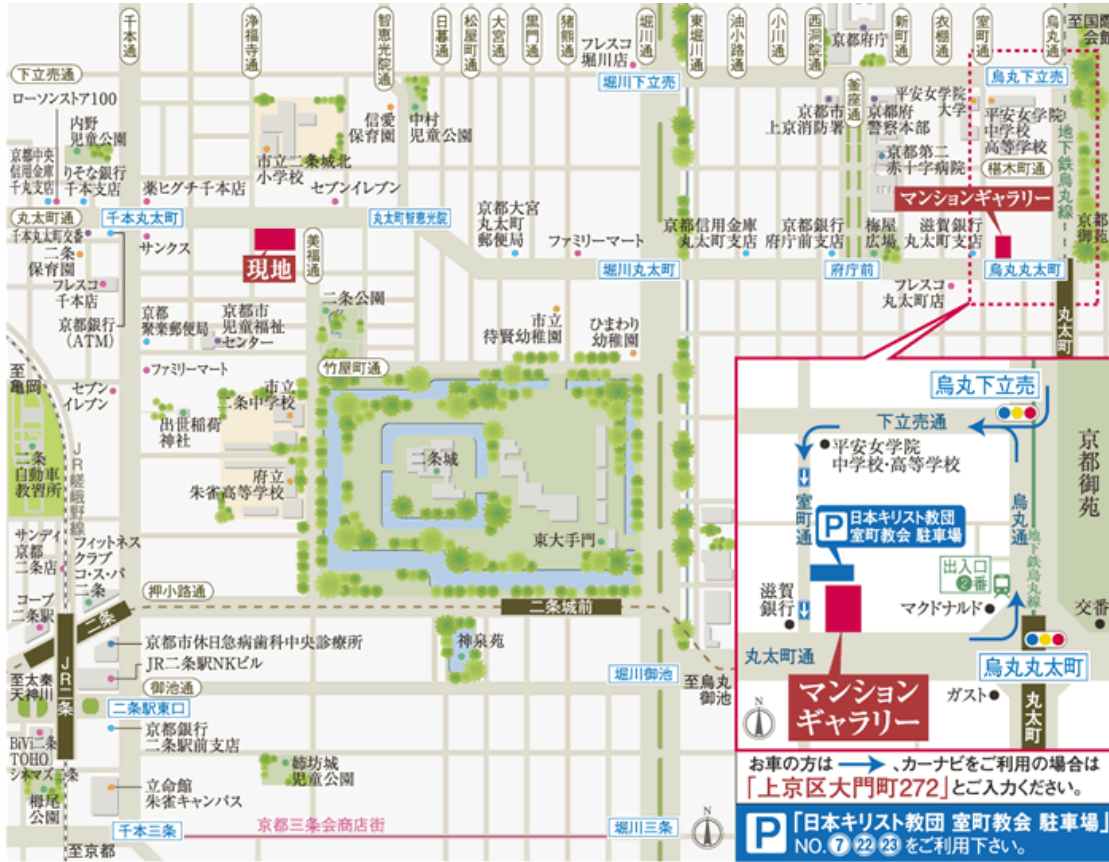 千本通
浄福寺通
智恵光院通
日暮通
松屋町通
大宮通
黒門通
猪熊通
堀川通
東堀川通
油小路通
小川通
西洞院通
新町通
衣棚通
室町通
烏丸通
至国際会館
京都府庁
フレスコ
堀川店
下立売通
堀川下立売
烏丸下立売
釜座通
ローソンストア100
内野
児童公園
信愛
保育園
中村
児童公園
京都市
上京消防署
京都府
警察本部
平安女学院
大学
平安女学院
中学校
高等学校
地下鉄烏丸線
京都中央
信用金庫
千丸支店
りそな銀行
千本支店
市立二条城北
小学校
京都第二
赤十字病院
椹木町通
薬ヒグチ千本店
セブンイレブン
マンションギャラリー
丸太町通
千本丸太町
丸太町智恵光院
京都大宮
丸太町
郵便局
ファミリーマート
京都信用金庫
丸太町支店
京都銀行
府庁前支店
梅屋
広場
滋賀銀行
丸太町支店
京都
御苑
千本丸太町交番
サンクス
現地
美福通
二条
保育園
堀川丸太町
府庁前
烏丸丸太町
フレスコ
千本店
フレスコ
丸太町店
丸太町
京都銀行
(ATM)
京都
聚楽郵便局
京都市
児童福祉
センター
二条公園
市立
待賢幼稚園
ひまわり
幼稚園
至
亀岡
セブン
イレブン
ファミリーマート
竹屋町通
市立
二条中学校
出世稲荷
神社
二条
自動車
教習所
JR嵯峨野線
府立
朱雀高等学校
二条城
東大手門
サンディ
京都
二条店
フィットネス
クラブ
コ・ス・パ
二条
コープ
二条駅
押小路通
二条
二条城前
京都市休日急病歯科中央診療所
神泉苑
JR二条
JR二条駅NKビル
至太秦
天神川
御池通
堀川御池
至烏丸
御池
二条駅東口
京都銀行
二条駅前支店
BiVi二条
TOHO
シネマズ二条
姉坊城
児童公園
立命館
朱雀キャンパス
栂尾
公園
千本三条
京都三条会商店街
堀川三条
N
至京都
烏丸下立売
下立売通
平安女学院
中学校・高等学校
京都御苑
室町通
烏丸通
P 日本キリスト教団
室町教会 駐車場
地下鉄烏丸線
出入口
❷番
滋賀
銀行
マクドナルド
交番
丸太町通
烏丸丸太町
マンション
ギャラリー
ガスト
丸太町
N
お車の方は→、カーナビをご利用の場合は
「上京区大門町272」とご入力ください。
P 「日本キリスト教団 室町教会 駐車場」
NO.⑦㉒㉓をご利用下さい。